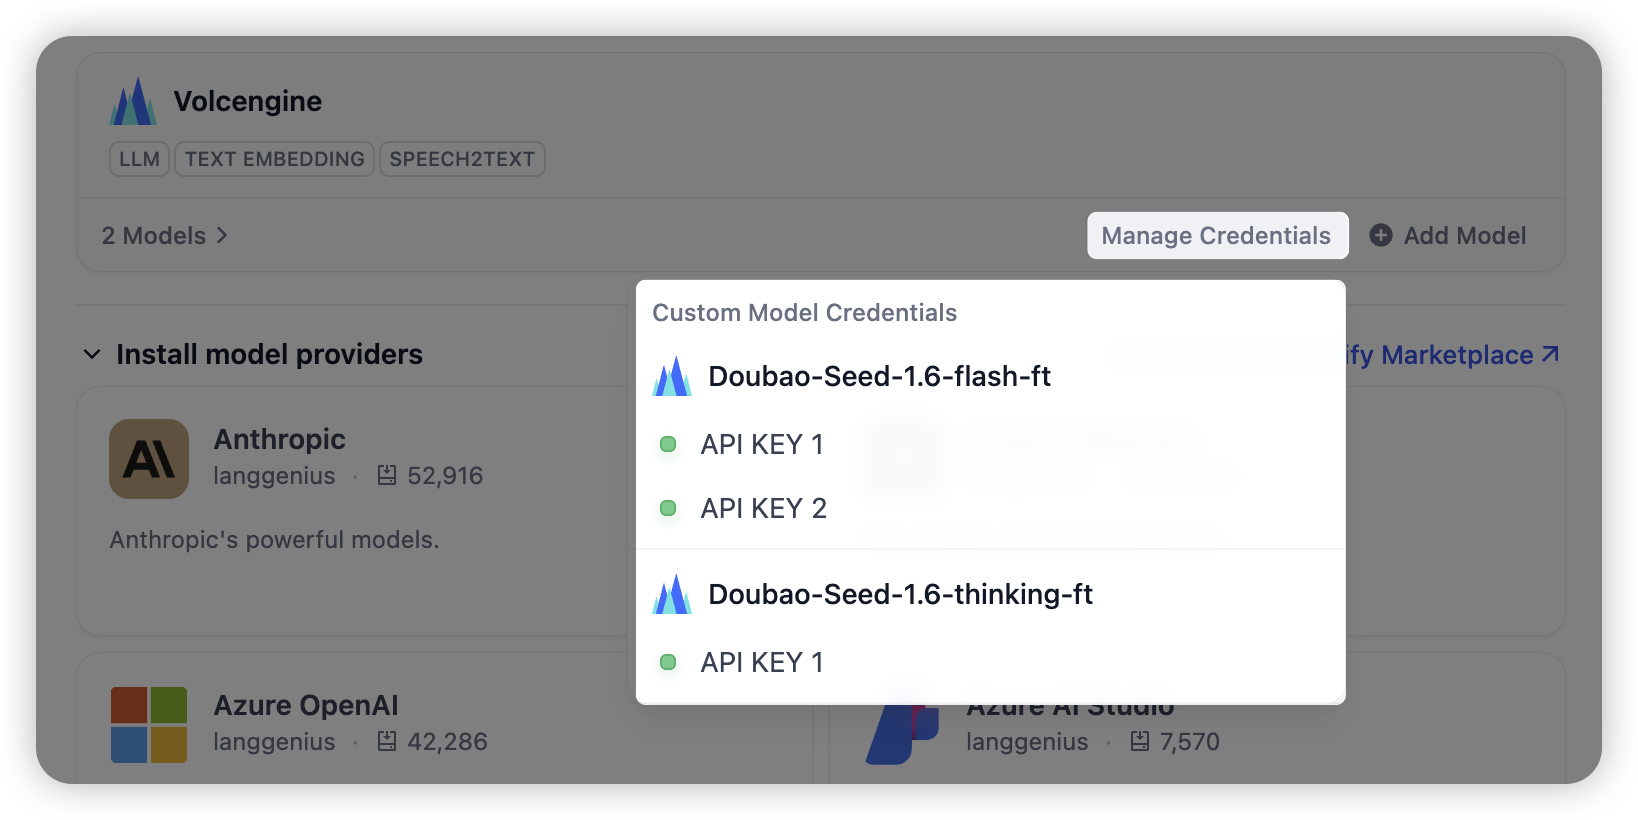 Volcengine
LLM TEXT EMBEDDING SPEECH2TEXT
2 Models
Manage Credentials
Add Model
Custom Model Credentials
Doubao-Seed-1.6-flash-ft
API KEY 1
API KEY 2
Doubao-Seed-1.6-thinking-ft
API KEY 1
Install model providers
ify Marketplace
Anthropic
langgenius · 52,916
Anthropic's powerful models.
Azure OpenAI
langgenius · 42,286
Azure AI Studio
langgenius · 7,570